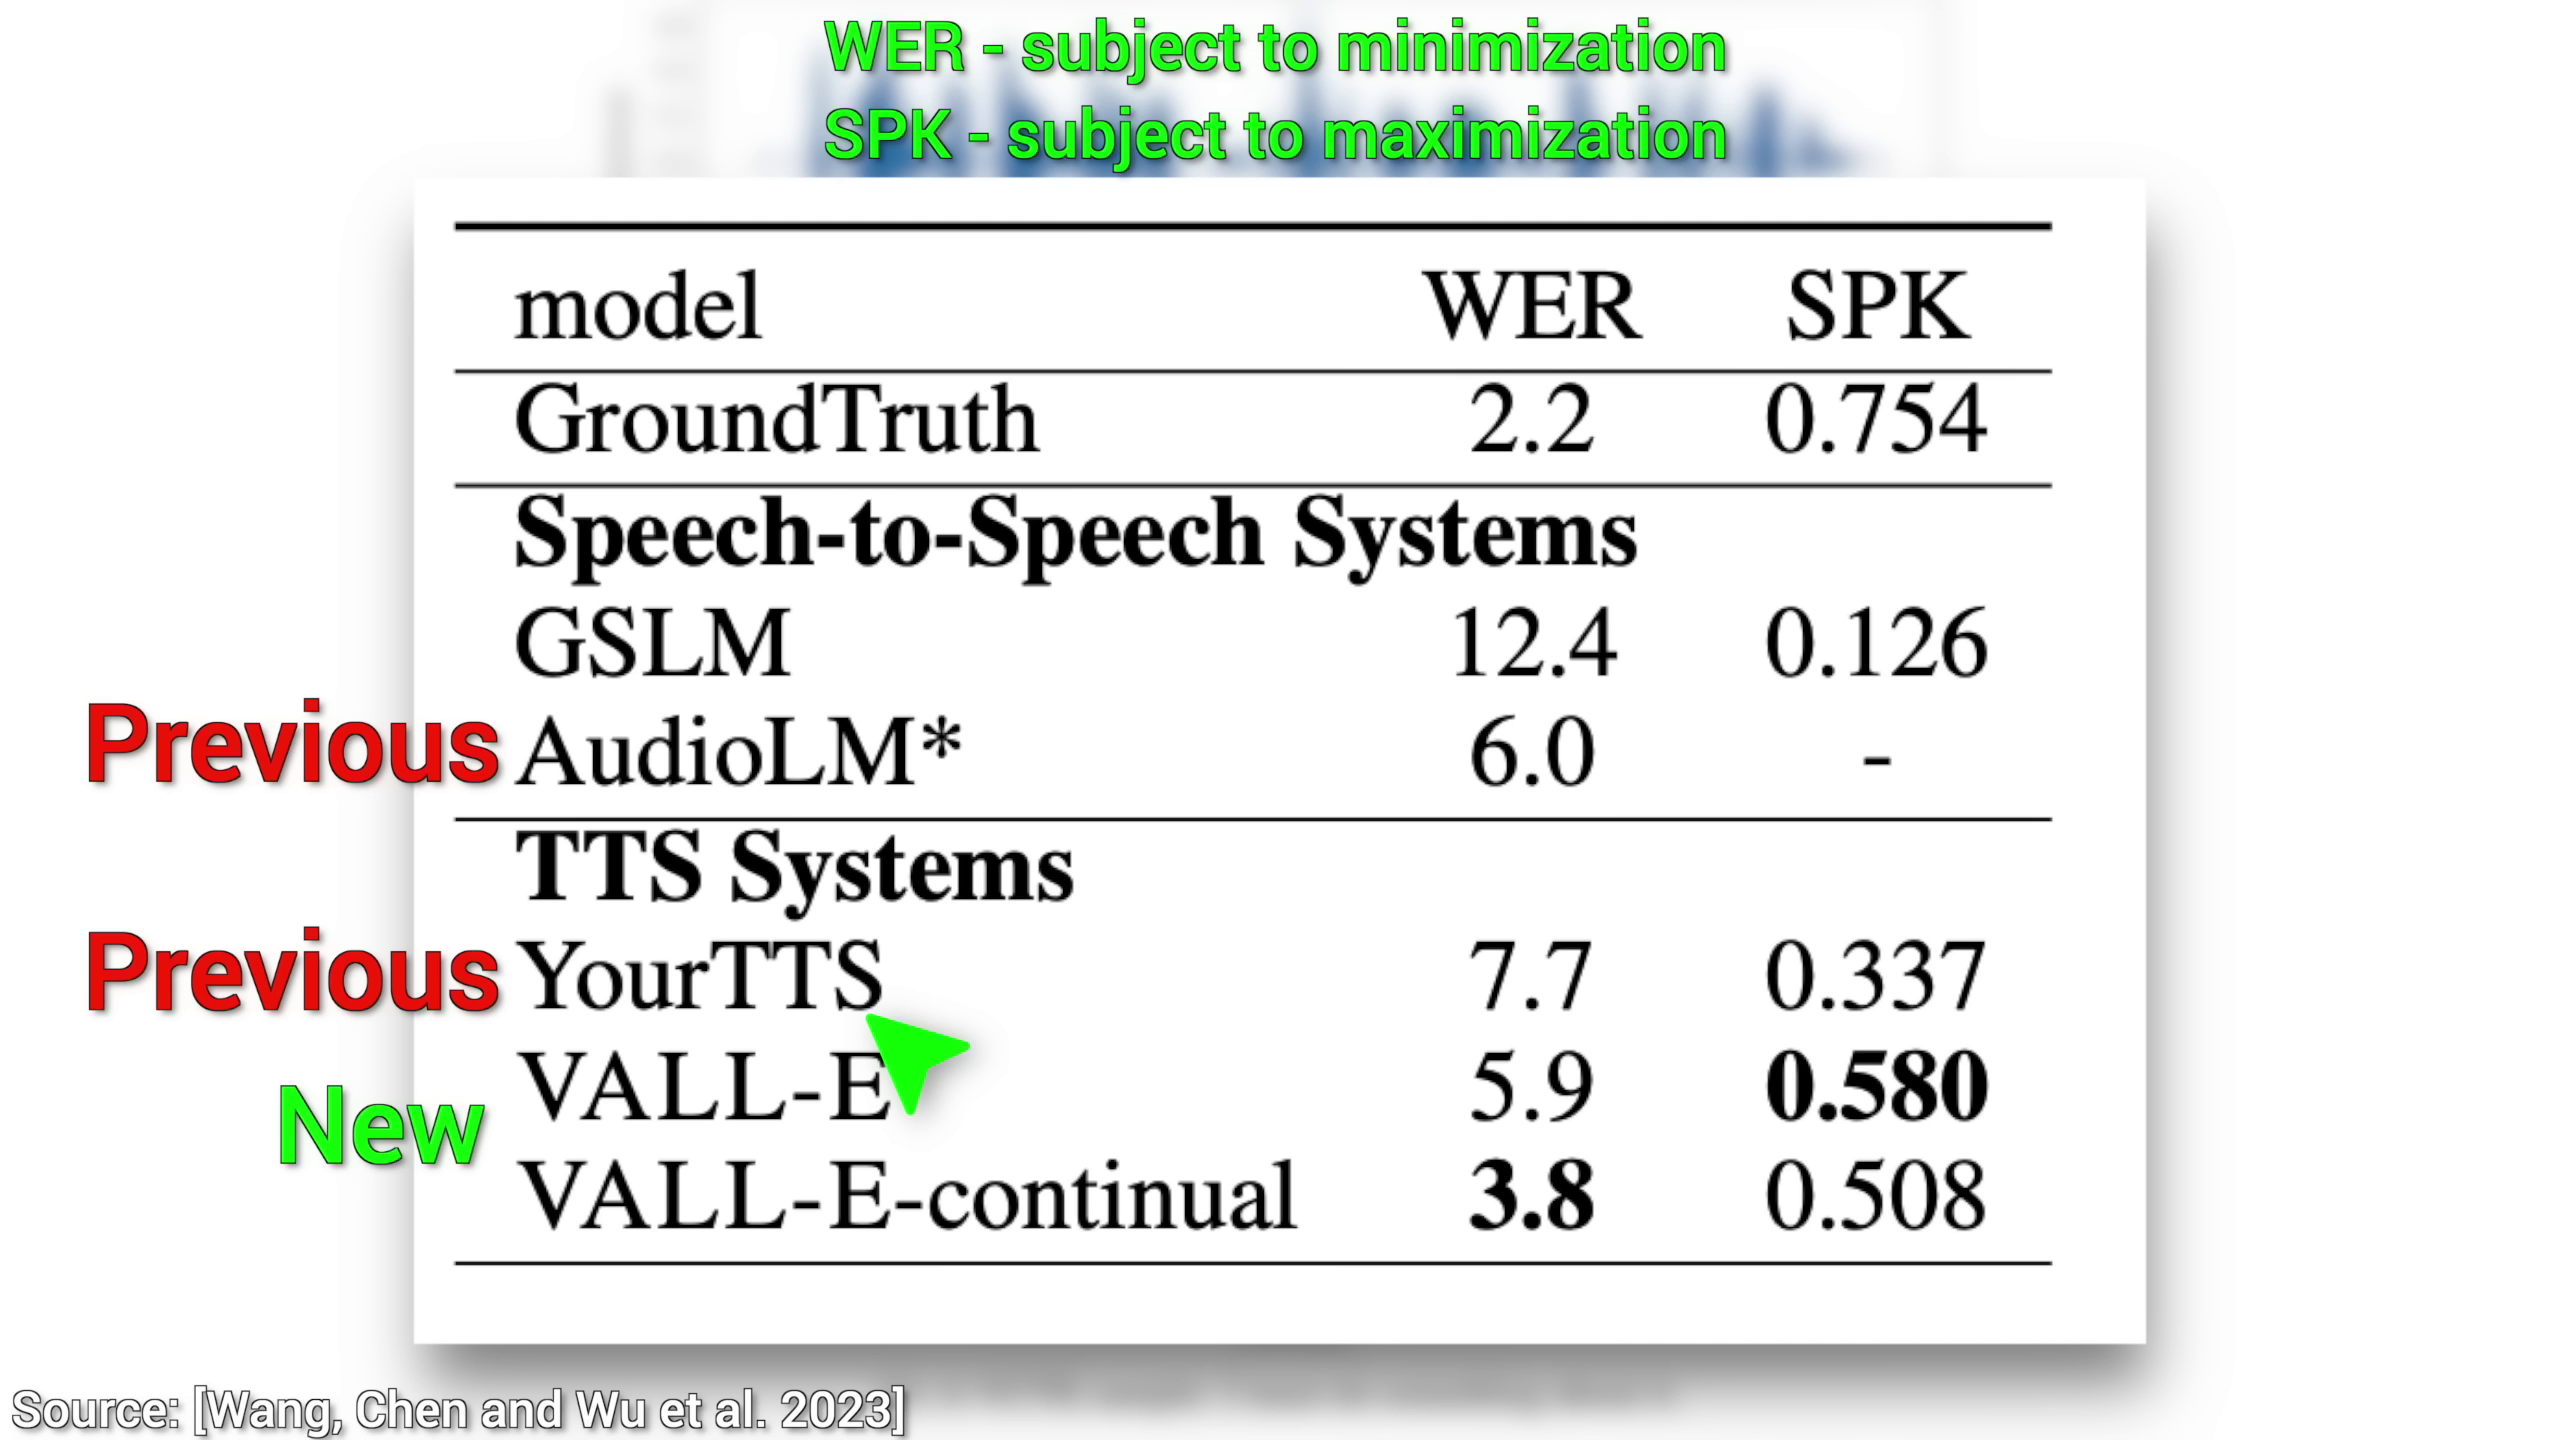 WER - subject to minimization
SPK - subject to maximization
model WER SPK
GroundTruth 2.2 0.754
Speech-to-Speech Systems
GSLM 12.4 0.126
Previous AudioLM* 6.0 -
TTS Systems
Previous YourTTS 7.7 0.337
VALL-E 5.9 0.580
New
VALL-E-continual 3.8 0.508
Source: [Wang, Chen and Wu et al. 2023]